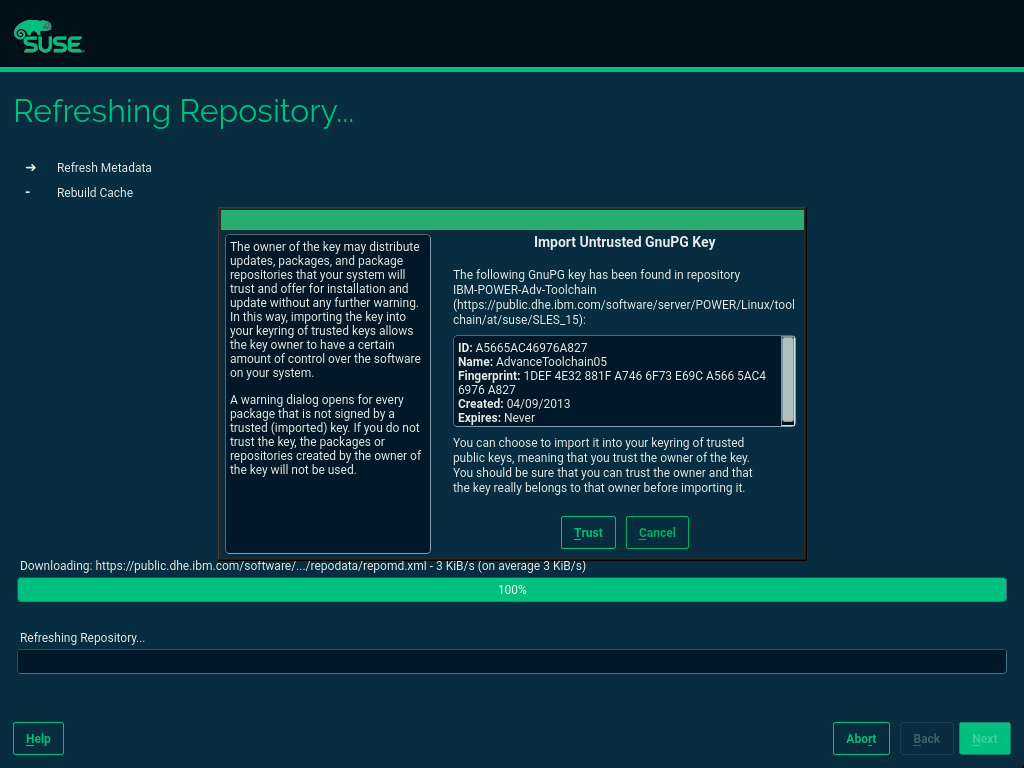 SUSE
Refreshing Repository...
➜ Refresh Metadata
- Rebuild Cache
The owner of the key may distribute
updates, packages, and package
repositories that your system will
trust and offer for installation and
update without any further warning.
In this way, importing the key into
your keyring of trusted keys allows
the key owner to have a certain
amount of control over the software
on your system.
A warning dialog opens for every
package that is not signed by a
trusted (imported) key. If you do not
trust the key, the packages or
repositories created by the owner of
the key will not be used.
Import Untrusted GnuPG Key
The following GnuPG key has been found in repository
IBM-POWER-Adv-Toolchain
(https://public.dhe.ibm.com/software/server/POWER/Linux/tool
chain/at/suse/SLES_15):
ID: A5665AC46976A827
Name: AdvanceToolchain05
Fingerprint: 1DEF 4E32 881F A746 6F73 E69C A566 5AC4
6976 A827
Created: 04/09/2013
Expires: Never
You can choose to import it into your keyring of trusted
public keys, meaning that you trust the owner of the key.
You should be sure that you can trust the owner and that
the key really belongs to that owner before importing it.
Trust Cancel
Downloading: https://public.dhe.ibm.com/software/.../repodata/repomd.xml - 3 KiB/s (on average 3 KiB/s)
100%
Refreshing Repository...
Help Abort Back Next